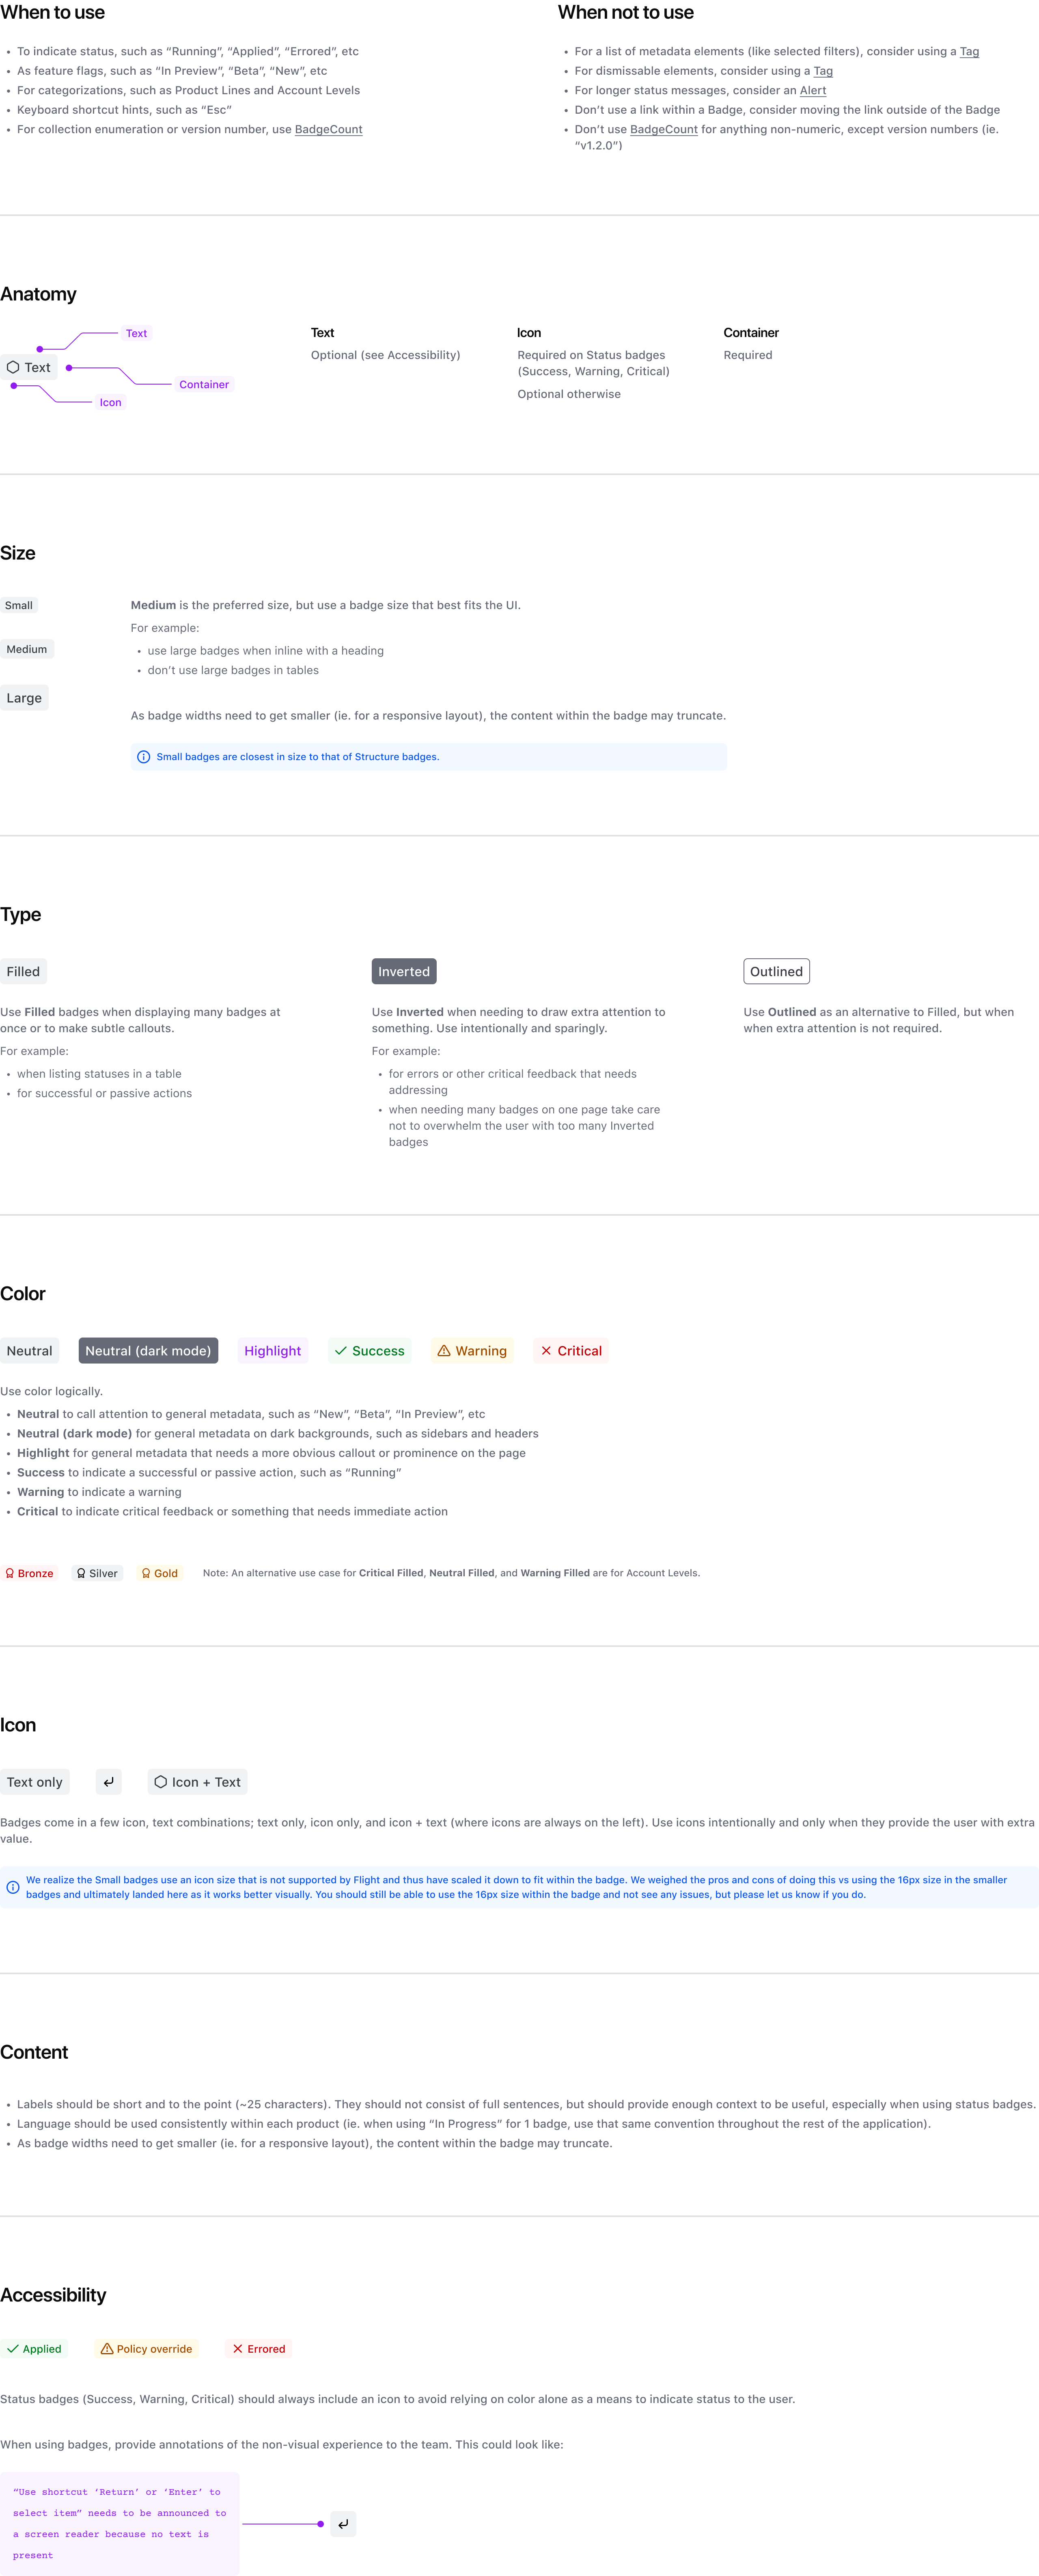 When to use
• To indicate status, such as “Running”, “Applied”, “Errored”, etc
• As feature flags, such as “In Preview”, “Beta”, “New”, etc
• For categorizations, such as Product Lines and Account Levels
• Keyboard shortcut hints, such as “Esc”
• For collection enumeration or version number, use BadgeCount
When not to use
• For a list of metadata elements (like selected filters), consider using a Tag
• For dismissable elements, consider using a Tag
• For longer status messages, consider an Alert
• Don’t use a link within a Badge, consider moving the link outside of the Badge
• Don’t use BadgeCount for anything non-numeric, except version numbers (ie.
“v1.2.0”)
Anatomy
Text
Text
Container
Icon
Text
Optional (see Accessibility)
Icon
Required on Status badges
(Success, Warning, Critical)
Optional otherwise
Container
Required
Size
Small
Medium
Large
Medium is the preferred size, but use a badge size that best fits the UI.
For example:
• use large badges when inline with a heading
• don’t use large badges in tables
As badge widths need to get smaller (ie. for a responsive layout), the content within the badge may truncate.
Small badges are closest in size to that of Structure badges.
Type
Filled
Use Filled badges when displaying many badges at
once or to make subtle callouts.
For example:
• when listing statuses in a table
• for successful or passive actions
Inverted
Use Inverted when needing to draw extra attention to
something. Use intentionally and sparingly.
For example:
• for errors or other critical feedback that needs
addressing
• when needing many badges on one page take care
not to overwhelm the user with too many Inverted
badges
Outlined
Use Outlined as an alternative to Filled, but when
when extra attention is not required.
Color
Neutral
Neutral (dark mode)
Highlight
Success
Warning
Critical
Use color logically.
• Neutral to call attention to general metadata, such as “New”, “Beta”, “In Preview”, etc
• Neutral (dark mode) for general metadata on dark backgrounds, such as sidebars and headers
• Highlight for general metadata that needs a more obvious callout or prominence on the page
• Success to indicate a successful or passive action, such as “Running”
• Warning to indicate a warning
• Critical to indicate critical feedback or something that needs immediate action
Bronze
Silver
Gold
Note: An alternative use case for Critical Filled, Neutral Filled, and Warning Filled are for Account Levels.
Icon
Text only
Icon + Text
Badges come in a few icon, text combinations; text only, icon only, and icon + text (where icons are always on the left). Use icons intentionally and only when they provide the user with extra
value.
We realize the Small badges use an icon size that is not supported by Flight and thus have scaled it down to fit within the badge. We weighed the pros and cons of doing this vs using the 16px size in the smaller
badges and ultimately landed here as it works better visually. You should still be able to use the 16px size within the badge and not see any issues, but please let us know if you do.
Content
• Labels should be short and to the point (~25 characters). They should not consist of full sentences, but should provide enough context to be useful, especially when using status badges.
• Language should be used consistently within each product (ie. when using “In Progress” for 1 badge, use that same convention throughout the rest of the application).
• As badge widths need to get smaller (ie. for a responsive layout), the content within the badge may truncate.
Accessibility
Applied
Policy override
Errored
Status badges (Success, Warning, Critical) should always include an icon to avoid relying on color alone as a means to indicate status to the user.
When using badges, provide annotations of the non-visual experience to the team. This could look like:
“Use shortcut ‘Return’ or ‘Enter’ to
select item” needs to be announced to
a screen reader because no text is
present